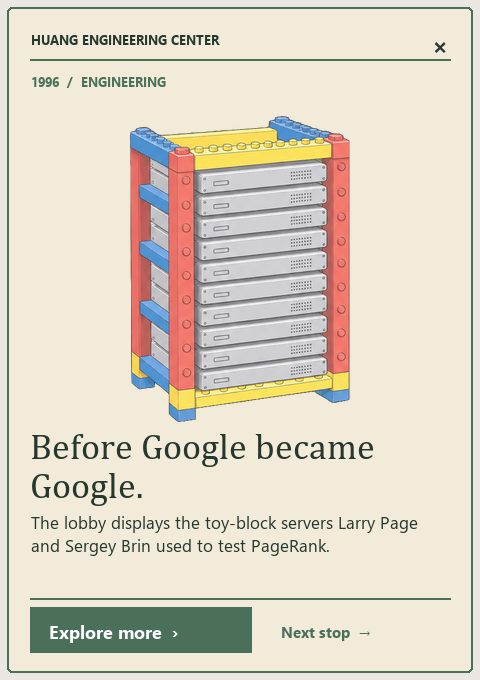 HUANG ENGINEERING CENTER
×
1996 / ENGINEERING
Before Google became
Google.
The lobby displays the toy-block servers Larry Page
and Sergey Brin used to test PageRank.
Explore more ›
Next stop →